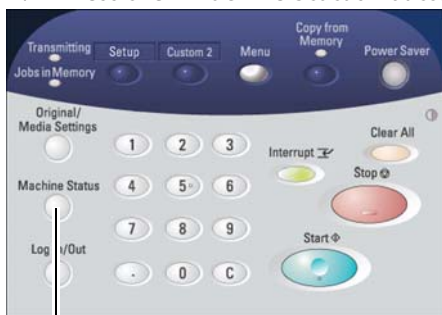 Copy from
Memory
Transmitting
Setup
Custom 2
Menu
Power Saver
Jobs in Memory
Original/
Media Settings
Clear All
1 2 3
Interrupt
Machine Status
4 5 6
Stop
7 8 9
Log In/Out
Start
. 0 C